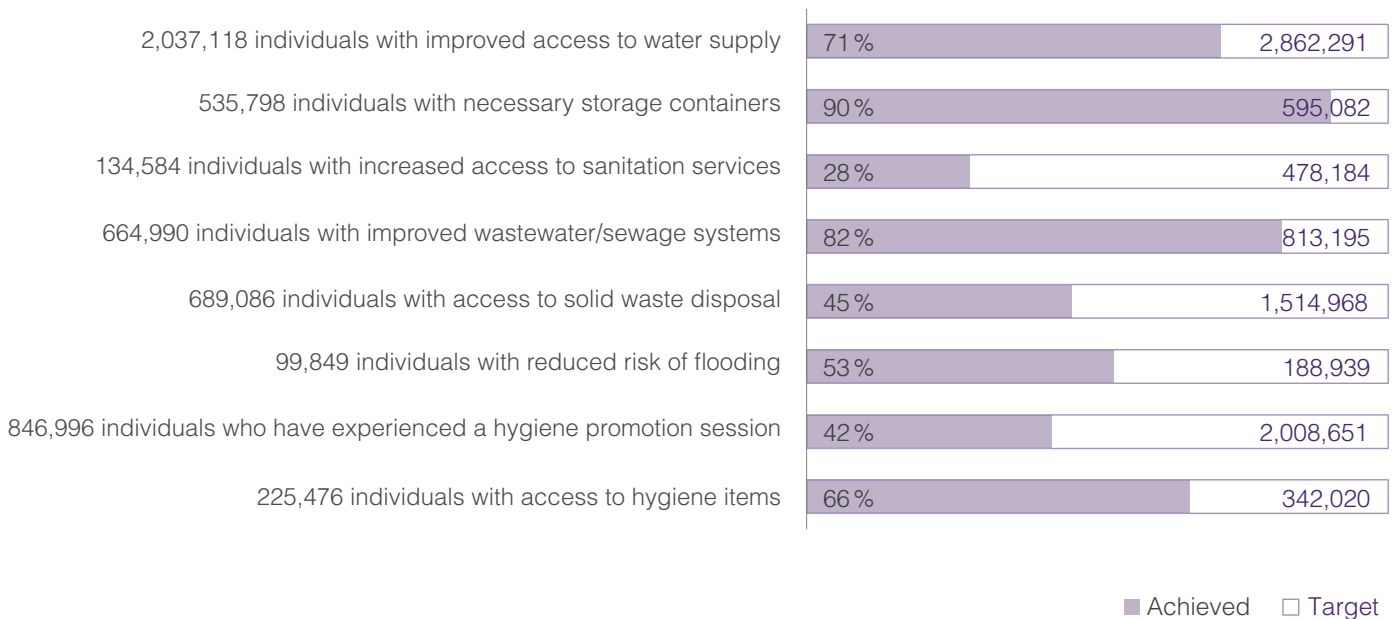 2,037,118 individuals with improved access to water supply 71 % 2,862,291
535,798 individuals with necessary storage containers 90 % 595,082
134,584 individuals with increased access to sanitation services 28 % 478,184
664,990 individuals with improved wastewater/sewage systems 82 % 813,195
689,086 individuals with access to solid waste disposal 45 % 1,514,968
99,849 individuals with reduced risk of flooding 53 % 188,939
846,996 individuals who have experienced a hygiene promotion session 42 % 2,008,651
225,476 individuals with access to hygiene items 66 % 342,020
Achieved Target